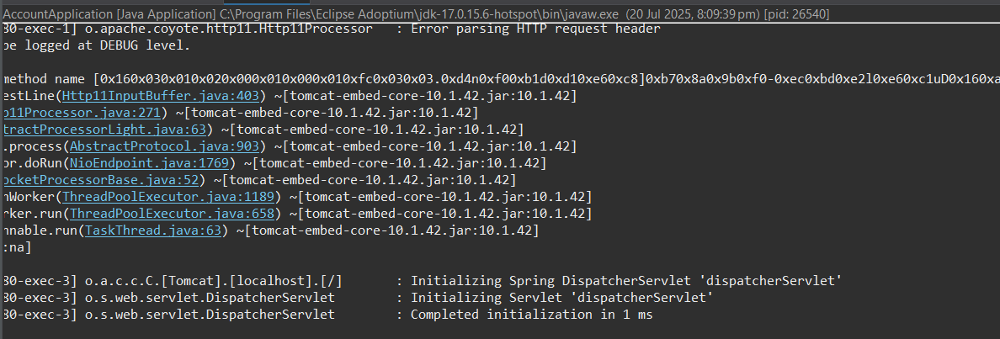 AccountApplication [Java Application] C:\Program Files\Eclipse Adoptium\jdk-17.0.15.6-hotspot\bin\javaw.exe (20 Jul 2025, 8:09:39 pm) [pid: 26540]
80-exec-1] o.apache.coyote.http11.Http11Processor : Error parsing HTTP request header
be logged at DEBUG level.
method name [0x160x030x010x020x000x010x000x010xfc0x030x03.0xd4n0xf00xb1d0xd10xe60xc8]0xb70x8a0x9b0xf0-0xec0xbd0xe2l0xe60xc1uD0x160xa
estLine(Http11InputBuffer.java:403) ~[tomcat-embed-core-10.1.42.jar:10.1.42]
p11Processor.java:271) ~[tomcat-embed-core-10.1.42.jar:10.1.42]
tractProcessorLight.java:63) ~[tomcat-embed-core-10.1.42.jar:10.1.42]
.process(AbstractProtocol.java:903) ~[tomcat-embed-core-10.1.42.jar:10.1.42]
or.doRun(NioEndpoint.java:1769) ~[tomcat-embed-core-10.1.42.jar:10.1.42]
ocketProcessorBase.java:52) ~[tomcat-embed-core-10.1.42.jar:10.1.42]
nWorker(ThreadPoolExecutor.java:1189) ~[tomcat-embed-core-10.1.42.jar:10.1.42]
rker.run(ThreadPoolExecutor.java:658) ~[tomcat-embed-core-10.1.42.jar:10.1.42]
nnable.run(TaskThread.java:63) ~[tomcat-embed-core-10.1.42.jar:10.1.42]
:na]
80-exec-3] o.a.c.c.C.[Tomcat].[localhost].[/] : Initializing Spring DispatcherServlet 'dispatcherServlet'
80-exec-3] o.s.web.servlet.DispatcherServlet : Initializing Servlet 'dispatcherServlet'
80-exec-3] o.s.web.servlet.DispatcherServlet : Completed initialization in 1 ms